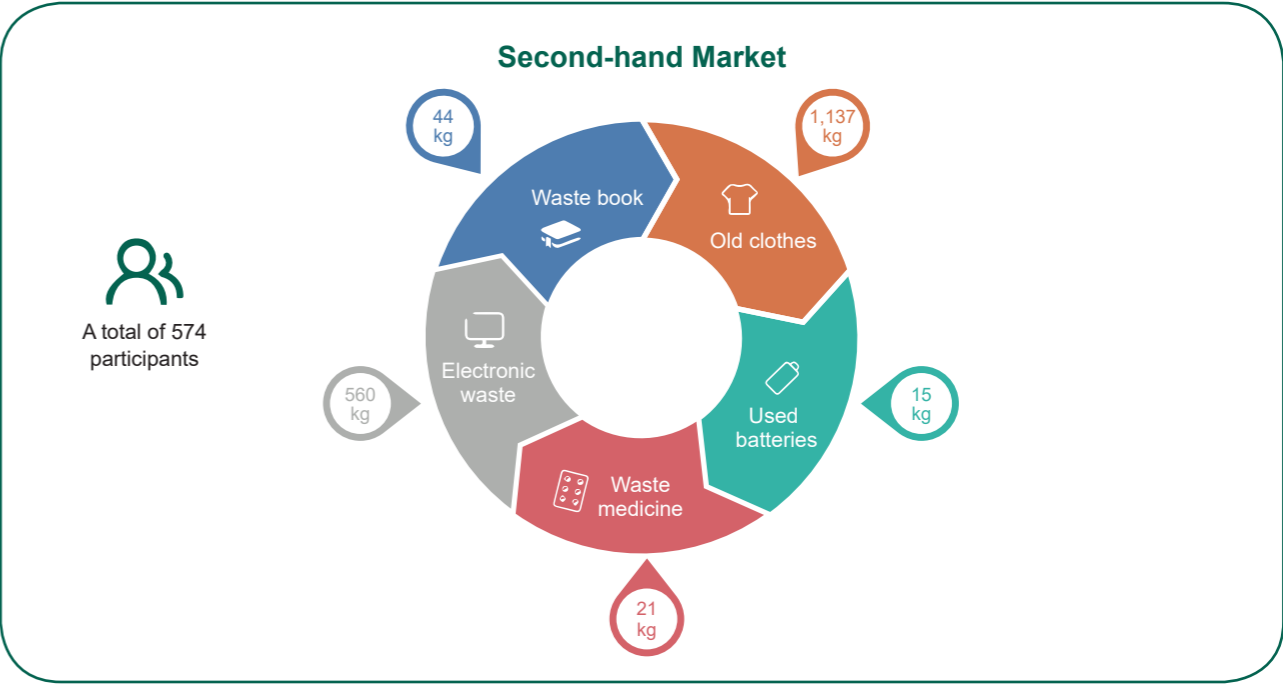 Second-hand Market
44
kg
1,137
kg
Waste book
Old clothes
A total of 574
participants
Electronic
waste
560
kg
Used
batteries
15
kg
Waste
medicine
21
kg